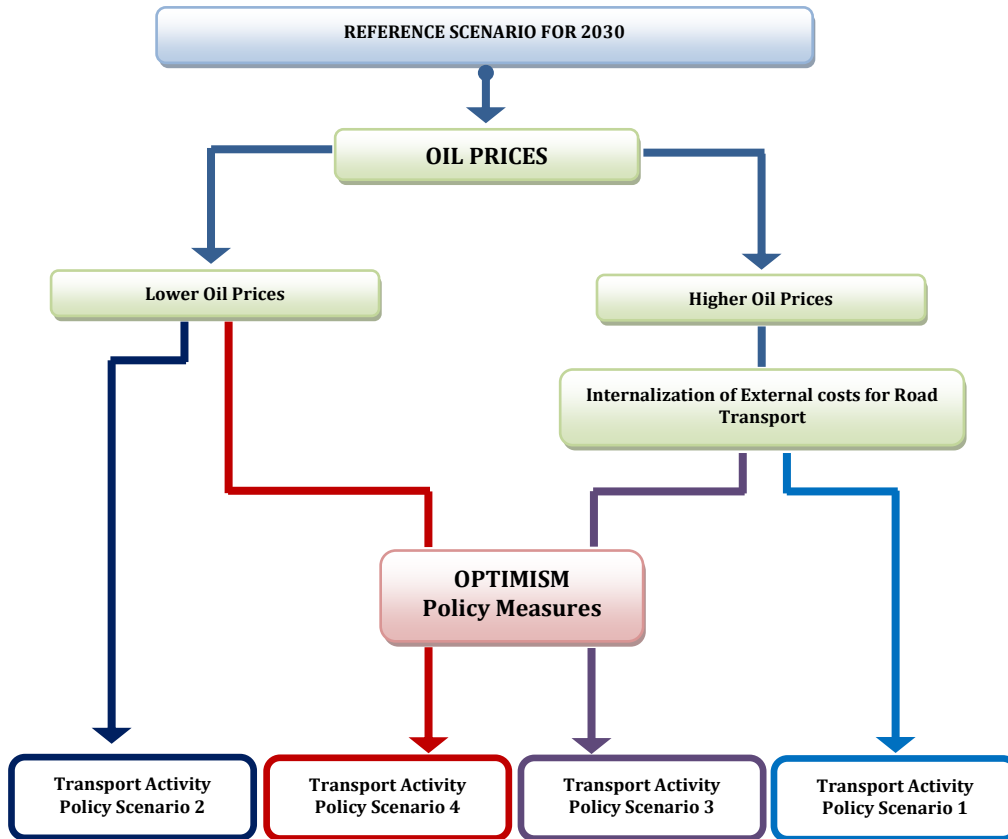 REFERENCE SCENARIO FOR 2030
OIL PRICES
Lower Oil Prices
Higher Oil Prices
Internalization of External costs for Road
Transport
OPTIMISM
Policy Measures
Transport Activity
Policy Scenario 2
Transport Activity
Policy Scenario 4
Transport Activity
Policy Scenario 3
Transport Activity
Policy Scenario 1